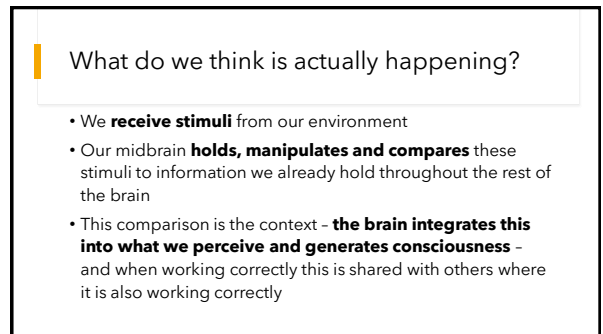 What do we think is actually happening?
• We receive stimuli from our environment
• Our midbrain holds, manipulates and compares these
stimuli to information we already hold throughout the rest of
the brain
• This comparison is the context – the brain integrates this
into what we perceive and generates consciousness –
and when working correctly this is shared with others where
it is also working correctly